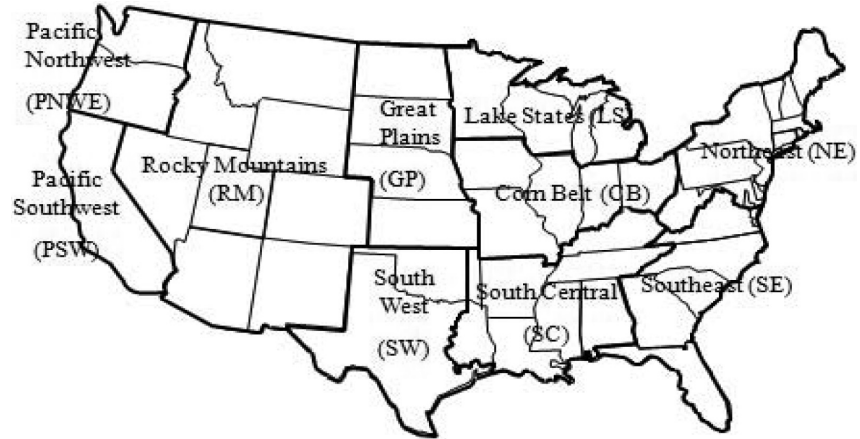 Pacific
Northwest
(PNWE)
Pacific
Southwest
(PSW)
Rocky Mountains
(RM)
Great
Plains
(GP)
Lake States (LS)
Corn Belt (CB)
Northeast (NE)
South
West
(SW)
South Central
(SC)
Southeast (SE)